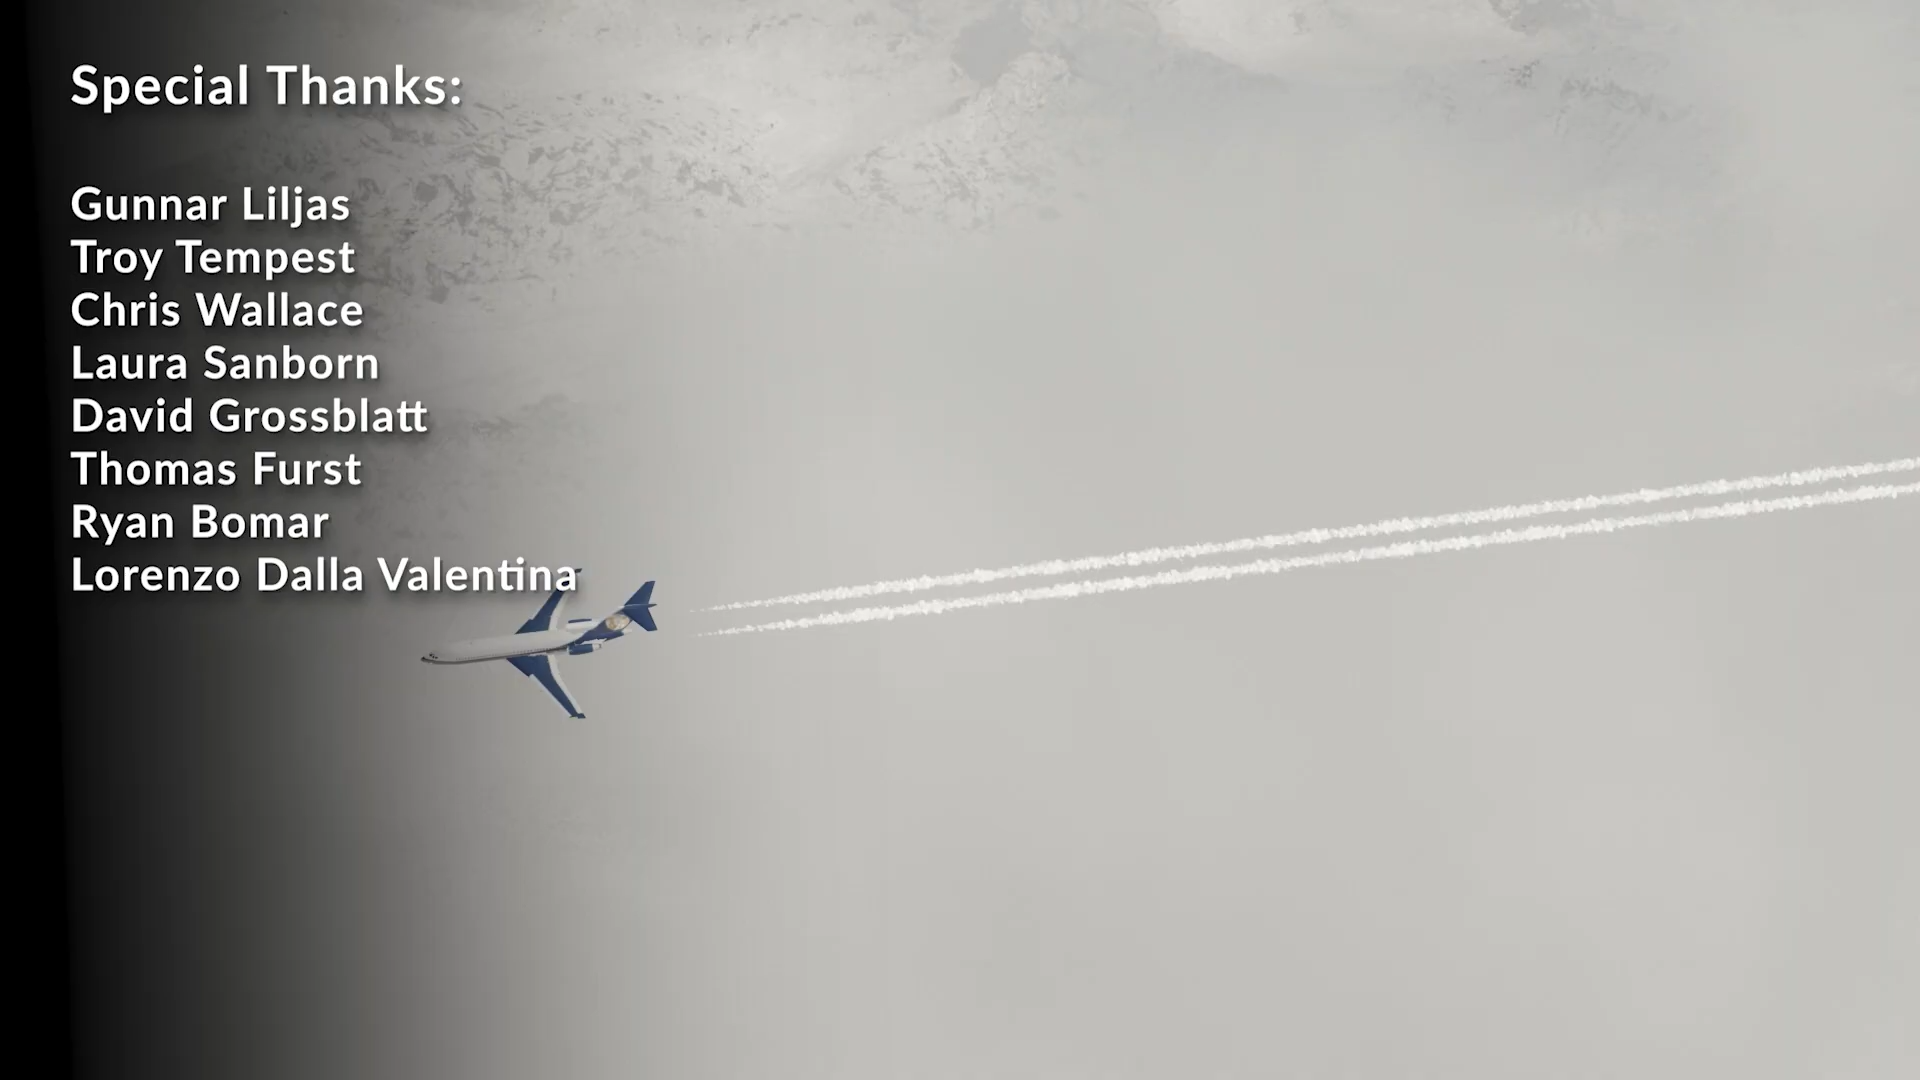 Special Thanks:
Gunnar Liljas
Troy Tempest
Chris Wallace
Laura Sanborn
David Grossblatt
Thomas Furst
Ryan Bomar
Lorenzo Dalla Valentina